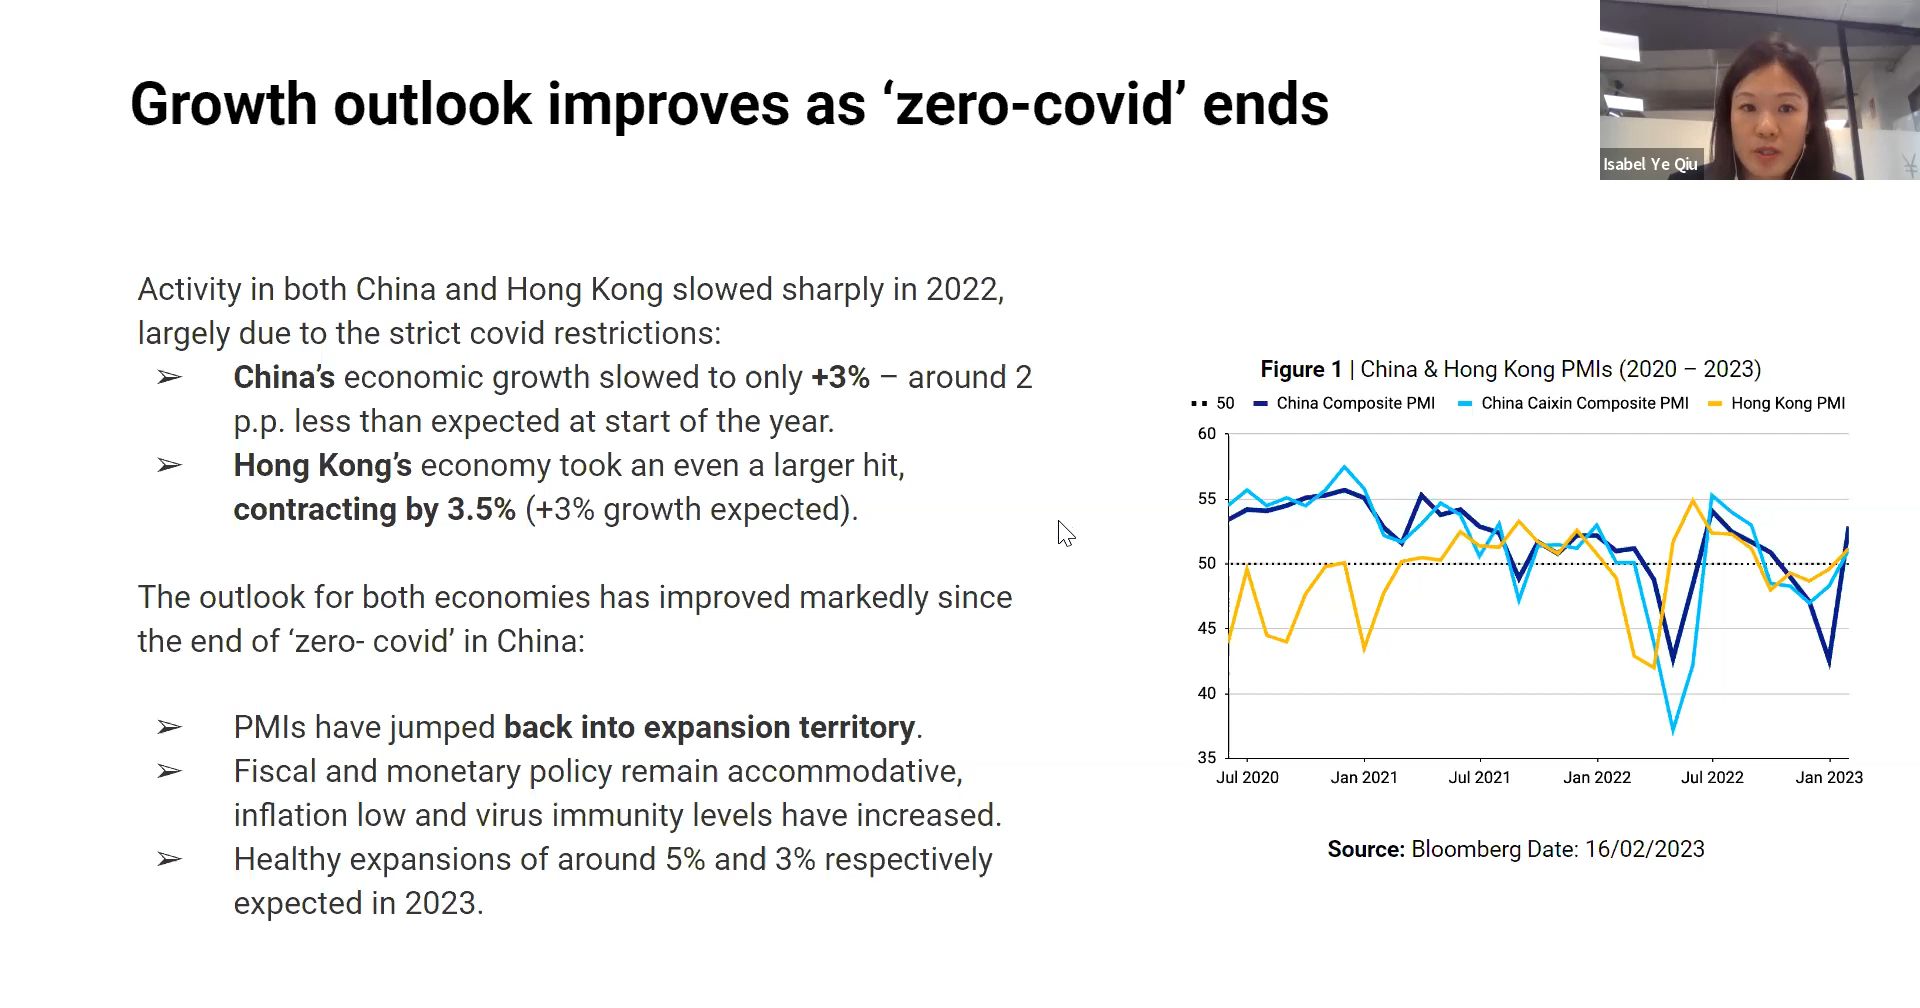 Growth outlook improves as ‘zero-covid’ ends
Isabel Ye Qiu
¥
Activity in both China and Hong Kong slowed sharply in 2022,
largely due to the strict covid restrictions:
➢ China’s economic growth slowed to only +3% – around 2
p.p. less than expected at start of the year.
➢ Hong Kong’s economy took an even a larger hit,
contracting by 3.5% (+3% growth expected).
The outlook for both economies has improved markedly since
the end of ‘zero- covid’ in China:
➢ PMIs have jumped back into expansion territory.
➢ Fiscal and monetary policy remain accommodative,
inflation low and virus immunity levels have increased.
➢ Healthy expansions of around 5% and 3% respectively
expected in 2023.
Figure 1 | China & Hong Kong PMIs (2020 – 2023)
50 China Composite PMI China Caixin Composite PMI Hong Kong PMI
60
55
50
45
40
35
Jul 2020 Jan 2021 Jul 2021 Jan 2022 Jul 2022 Jan 2023
Source: Bloomberg Date: 16/02/2023